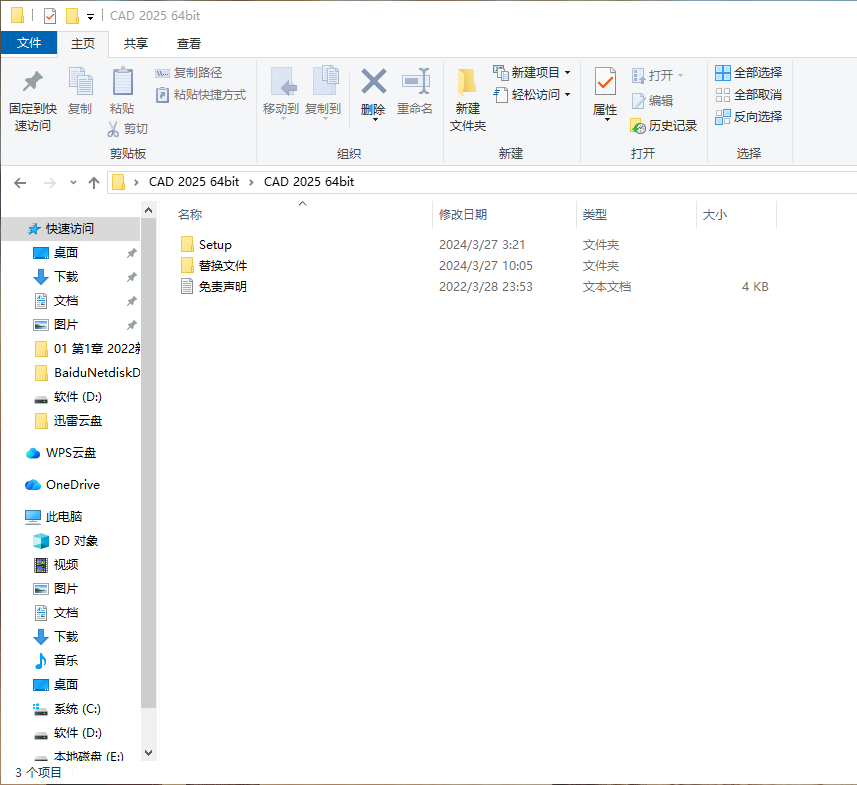 CAD 2025 64bit
文件 主页 共享 查看
固定到快速访问
复制
粘贴
复制路径
粘贴快捷方式
剪切
剪贴板
移动到
复制到
删除
重命名
组织
新建文件夹
新建项目
轻松访问
新建
属性
打开
编辑
历史记录
打开
全部选择
全部取消
反向选择
选择
CAD 2025 64bit > CAD 2025 64bit
快速访问
桌面
下载
文档
图片
01 第1章 2022新
BaiduNetdiskD
软件 (D:)
迅雷云盘
WPS云盘
OneDrive
此电脑
3D 对象
视频
图片
文档
下载
音乐
桌面
系统 (C:)
软件 (D:)
本地磁盘 (E:)
名称 修改日期 类型 大小
Setup 2024/3/27 3:21 文件夹
替换文件 2024/3/27 10:05 文件夹
免责声明 2022/3/28 23:53 文本文档 4 KB
3 个项目